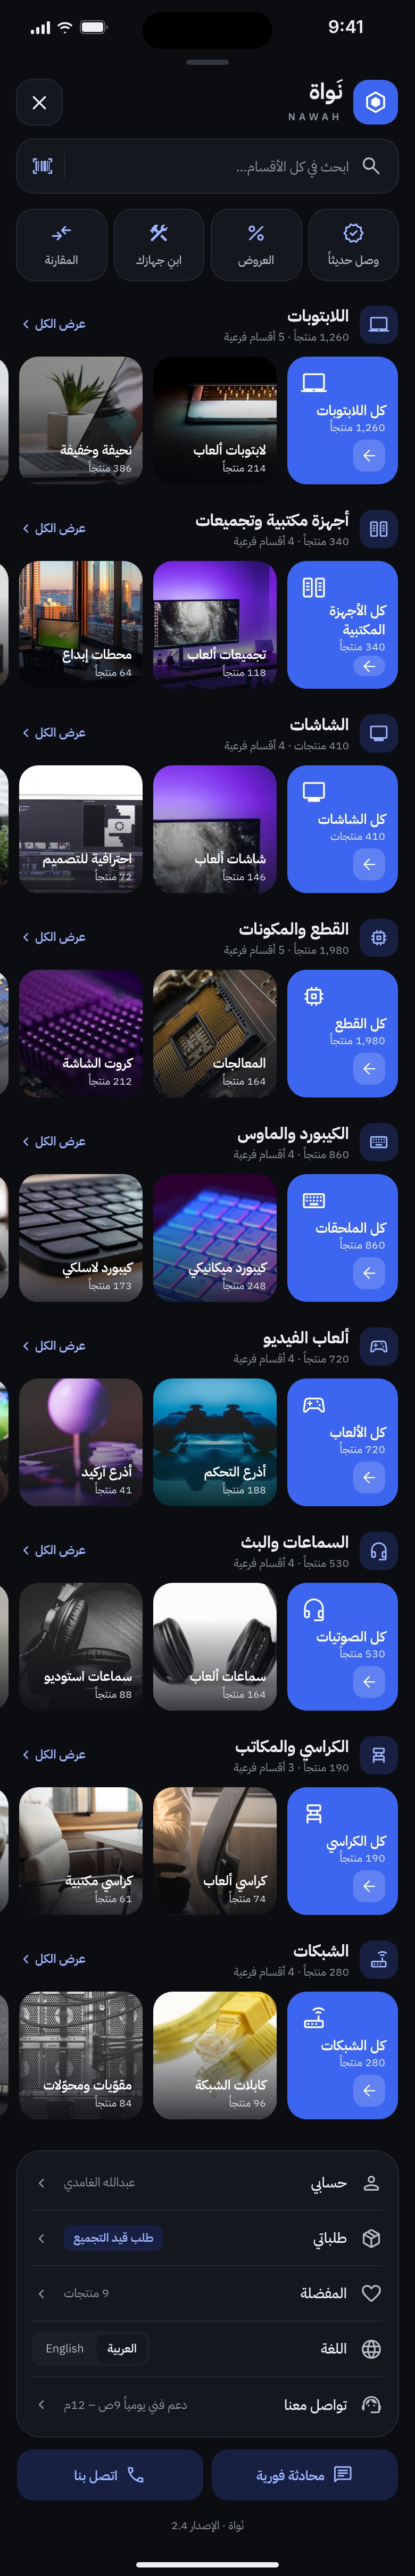 9:41
نَواة
NAWAH
ابحث في كل الأقسام...
وصل حديثاً
العروض
ابنِ جهازك
المقارنة
اللابتوبات
1,260 منتجاً · 5 أقسام فرعية
عرض الكل
كل اللابتوبات
1,260 منتجاً
لابتوبات ألعاب
214 منتجاً
نحيفة وخفيفة
386 منتجاً
أجهزة مكتبية وتجميعات
340 منتجاً · 4 أقسام فرعية
عرض الكل
كل الأجهزة
المكتبية
340 منتجاً
تجميعات ألعاب
118 منتجاً
محطات إبداع
64 منتجاً
الشاشات
410 منتجات · 4 أقسام فرعية
عرض الكل
كل الشاشات
410 منتجات
شاشات ألعاب
146 منتجاً
احترافية للتصميم
72 منتجاً
القطع والمكونات
1,980 منتجاً · 5 أقسام فرعية
عرض الكل
كل القطع
1,980 منتجاً
المعالجات
164 منتجاً
كروت الشاشة
212 منتجاً
الكيبورد والماوس
860 منتجاً · 4 أقسام فرعية
عرض الكل
كل الملحقات
860 منتجاً
كيبورد ميكانيكي
248 منتجاً
كيبورد لاسلكي
173 منتجاً
ألعاب الفيديو
720 منتجاً · 4 أقسام فرعية
عرض الكل
كل الألعاب
720 منتجاً
أذرع التحكم
188 منتجاً
أذرع آركيد
41 منتجاً
السماعات والبث
530 منتجاً · 4 أقسام فرعية
عرض الكل
كل الصوتيات
530 منتجاً
سماعات ألعاب
164 منتجاً
سماعات استوديو
88 منتجاً
الكراسي والمكاتب
190 منتجاً · 3 أقسام فرعية
عرض الكل
كل الكراسي
190 منتجاً
كراسي ألعاب
74 منتجاً
كراسي مكتبية
61 منتجاً
الشبكات
280 منتجاً · 4 أقسام فرعية
عرض الكل
كل الشبكات
280 منتجاً
كابلات الشبكة
96 منتجاً
مقوّيات ومحوّلات
84 منتجاً
حسابي
عبدالله الغامدي
طلباتي
طلب قيد التجميع
المفضلة
9 منتجات
اللغة
العربية
English
تواصل معنا
دعم فني يومياً 9ص – 12م
محادثة فورية
اتصل بنا
نَواة · الإصدار 2.4